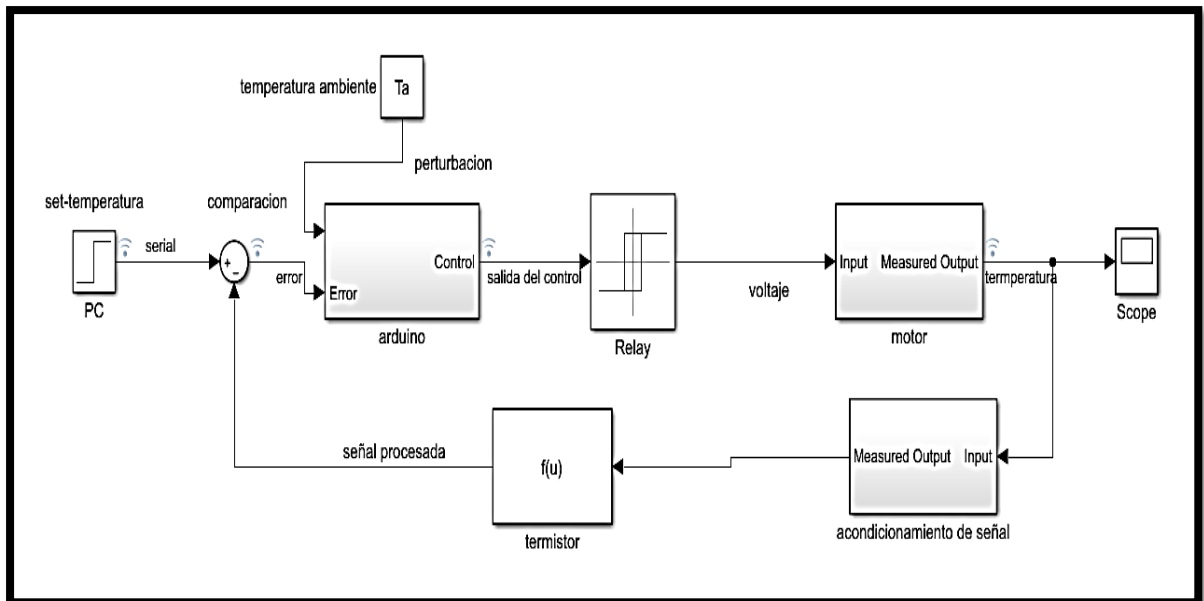 temperatura ambiente
Ta
perturbacion
set-temperatura
comparacion
serial
+
−
error
Control
Error
salida del control
voltaje
Input
Measured Output
termperatura
PC
arduino
Relay
motor
Scope
señal procesada
f(u)
Measured Output
Input
termistor
acondicionamiento de señal